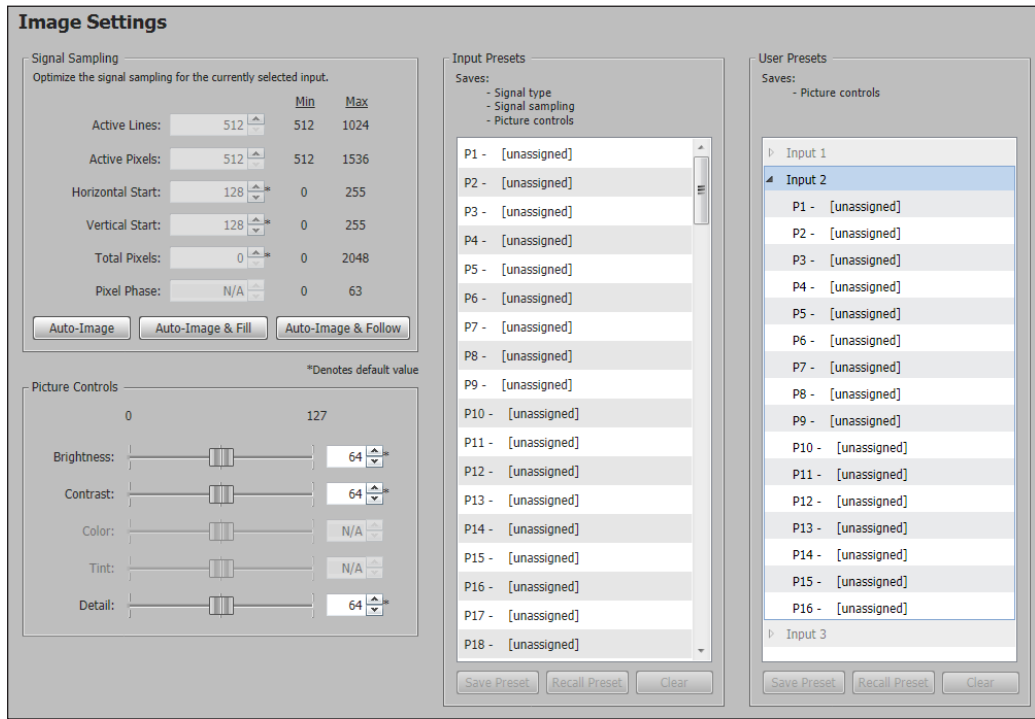 Image Settings
Signal Sampling
Optimize the signal sampling for the currently selected input.
Min Max
Active Lines: 512 512 1024
Active Pixels: 512 512 1536
Horizontal Start: 128 * 0 255
Vertical Start: 128 * 0 255
Total Pixels: 0 * 0 2048
Pixel Phase: N/A 0 63
Auto-Image Auto-Image & Fill Auto-Image & Follow
*Denotes default value
Picture Controls
0 127
Brightness: 64 *
Contrast: 64 *
Color: N/A
Tint: N/A
Detail: 64 *
Input Presets
Saves:
- Signal type
- Signal sampling
- Picture controls
P1 - [unassigned]
P2 - [unassigned]
P3 - [unassigned]
P4 - [unassigned]
P5 - [unassigned]
P6 - [unassigned]
P7 - [unassigned]
P8 - [unassigned]
P9 - [unassigned]
P10 - [unassigned]
P11 - [unassigned]
P12 - [unassigned]
P13 - [unassigned]
P14 - [unassigned]
P15 - [unassigned]
P16 - [unassigned]
P17 - [unassigned]
P18 - [unassigned]
Save Preset Recall Preset Clear
User Presets
Saves:
- Picture controls
Input 1
Input 2
P1 - [unassigned]
P2 - [unassigned]
P3 - [unassigned]
P4 - [unassigned]
P5 - [unassigned]
P6 - [unassigned]
P7 - [unassigned]
P8 - [unassigned]
P9 - [unassigned]
P10 - [unassigned]
P11 - [unassigned]
P12 - [unassigned]
P13 - [unassigned]
P14 - [unassigned]
P15 - [unassigned]
P16 - [unassigned]
Input 3
Save Preset Recall Preset Clear